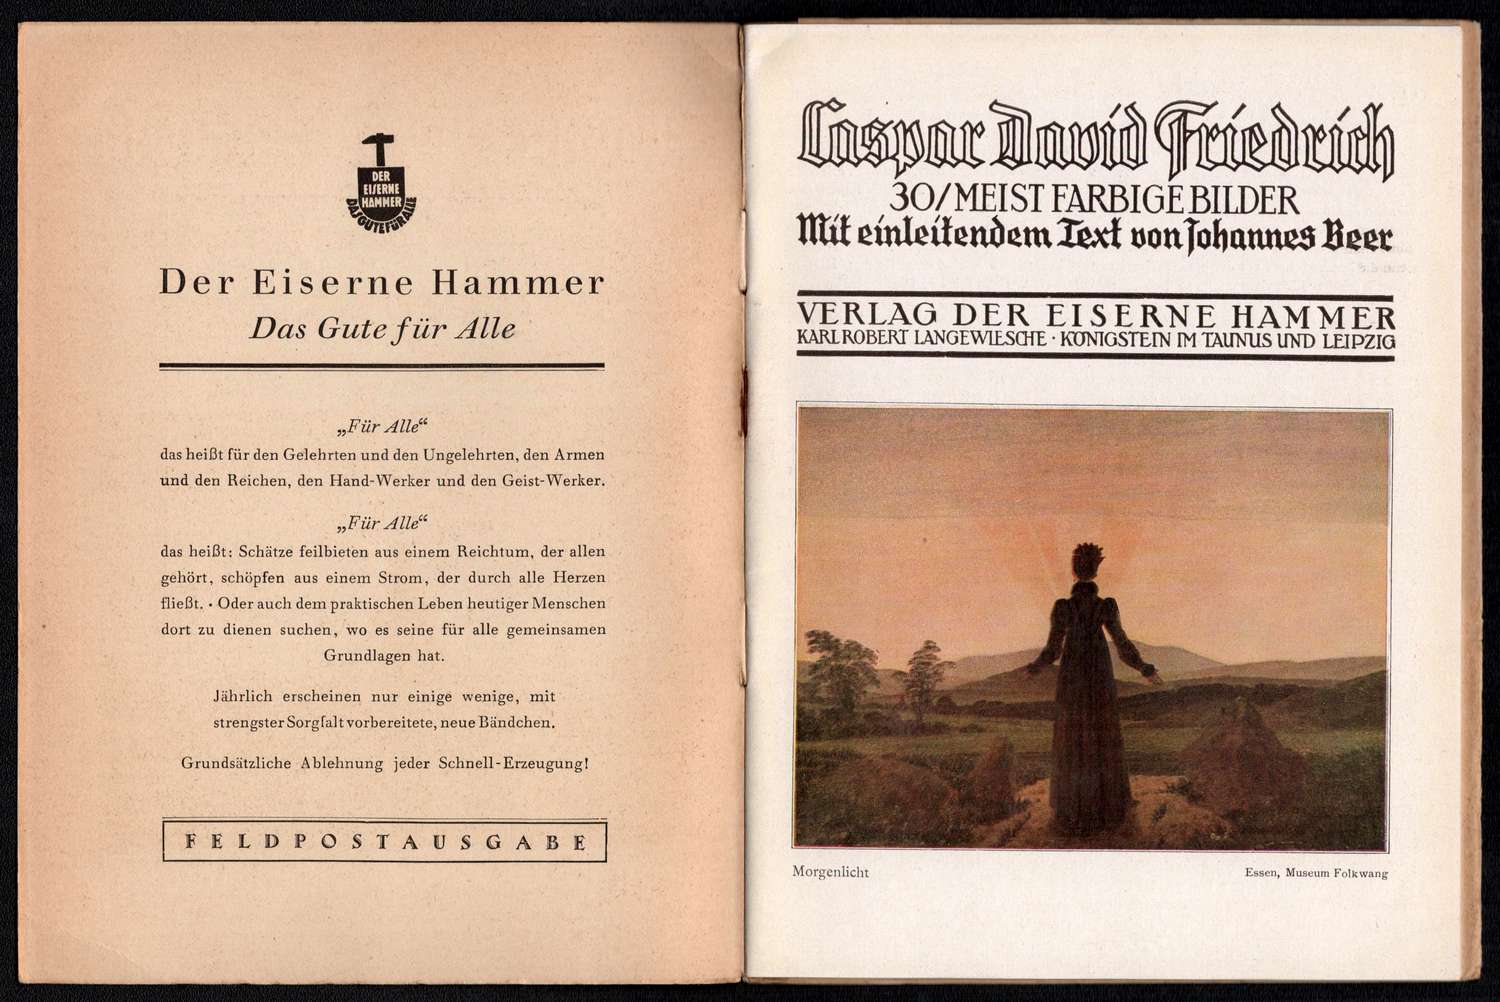 DER
EISERNE
HAMMER
DAS GUTE FÜR ALLE
Der Eiserne Hammer
Das Gute für Alle
„Für Alle“
das heißt für den Gelehrten und den Ungelehrten, den Armen
und den Reichen, den Hand-Werker und den Geist-Werker.
„Für Alle“
das heißt: Schätze feilbieten aus einem Reichtum, der allen
gehört, schöpfen aus einem Strom, der durch alle Herzen
fließt. • Oder auch dem praktischen Leben heutiger Menschen
dort zu dienen suchen, wo es seine für alle gemeinsamen
Grundlagen hat.
Jährlich erscheinen nur einige wenige, mit
strengster Sorgfalt vorbereitete, neue Bändchen.
Grundsätzliche Ablehnung jeder Schnell-Erzeugung!
FELDPOSTAUSGABE
Caspar David Friedrich
30/MEIST FARBIGE BILDER
Mit einleitendem Text von Johannes Beer
VERLAG DER EISERNE HAMMER
KARL ROBERT LANGEWIESCHE · KÖNIGSTEIN IM TAUNUS UND LEIPZIG
Morgenlicht
Essen, Museum Folkwang